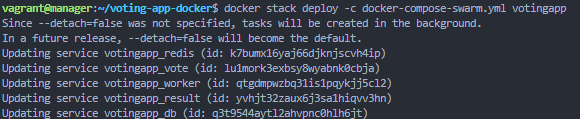 vagrant@manager:~/voting-app-docker$ docker stack deploy -c docker-compose-swarm.yml votingapp
Since --detach=false was not specified, tasks will be created in the background.
In a future release, --detach=false will become the default.
Updating service votingapp_redis (id: k7bumx16yaj66djknjscvh4ip)
Updating service votingapp_vote (id: lu1mork3exbsy8wyabnk0cbja)
Updating service votingapp_worker (id: qtgdmpwzbq31is1pqykjj5cl2)
Updating service votingapp_result (id: yvhjt32zaux6j3salhiqvv3hn)
Updating service votingapp_db (id: q3t9544aytl2ahvpnc0hlh6jt)